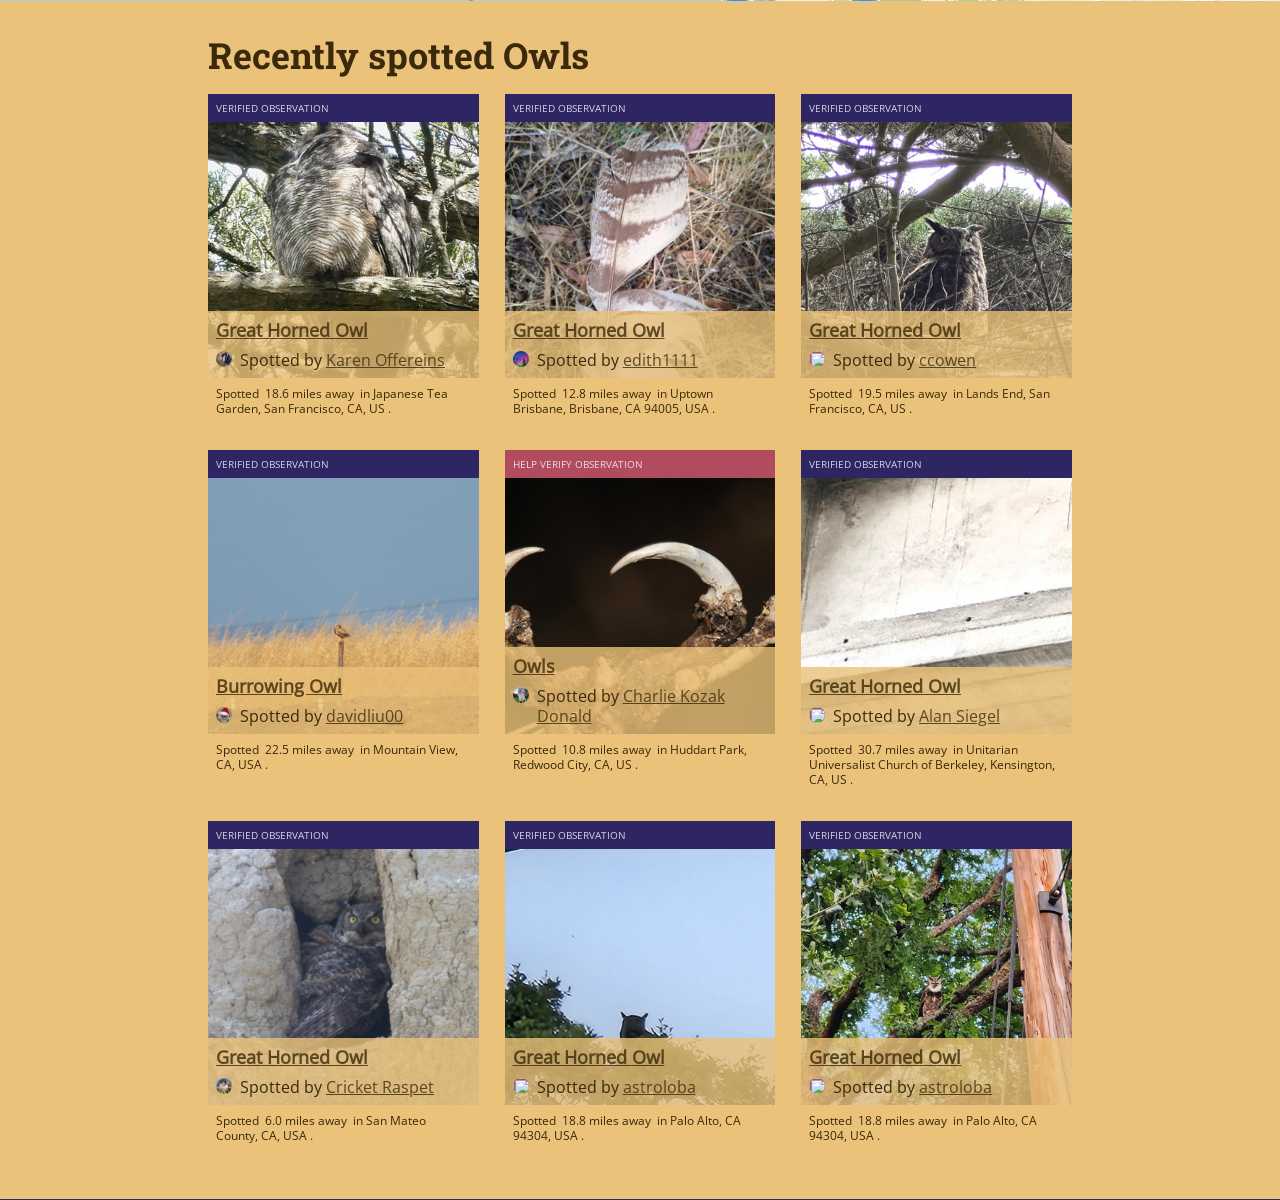 Recently spotted Owls
VERIFIED OBSERVATION
Great Horned Owl
Spotted by Karen Offereins
Spotted 18.6 miles away in Japanese Tea
Garden, San Francisco, CA, US .
VERIFIED OBSERVATION
Great Horned Owl
Spotted by edith1111
Spotted 12.8 miles away in Uptown
Brisbane, Brisbane, CA 94005, USA .
VERIFIED OBSERVATION
Great Horned Owl
Spotted by ccowen
Spotted 19.5 miles away in Lands End, San
Francisco, CA, US .
VERIFIED OBSERVATION
Burrowing Owl
Spotted by davidliu00
Spotted 22.5 miles away in Mountain View,
CA, USA .
HELP VERIFY OBSERVATION
Owls
Spotted by Charlie Kozak
Donald
Spotted 10.8 miles away in Huddart Park,
Redwood City, CA, US .
VERIFIED OBSERVATION
Great Horned Owl
Spotted by Alan Siegel
Spotted 30.7 miles away in Unitarian
Universalist Church of Berkeley, Kensington,
CA, US .
VERIFIED OBSERVATION
Great Horned Owl
Spotted by Cricket Raspet
Spotted 6.0 miles away in San Mateo
County, CA, USA .
VERIFIED OBSERVATION
Great Horned Owl
Spotted by astroloba
Spotted 18.8 miles away in Palo Alto, CA
94304, USA .
VERIFIED OBSERVATION
Great Horned Owl
Spotted by astroloba
Spotted 18.8 miles away in Palo Alto, CA
94304, USA .